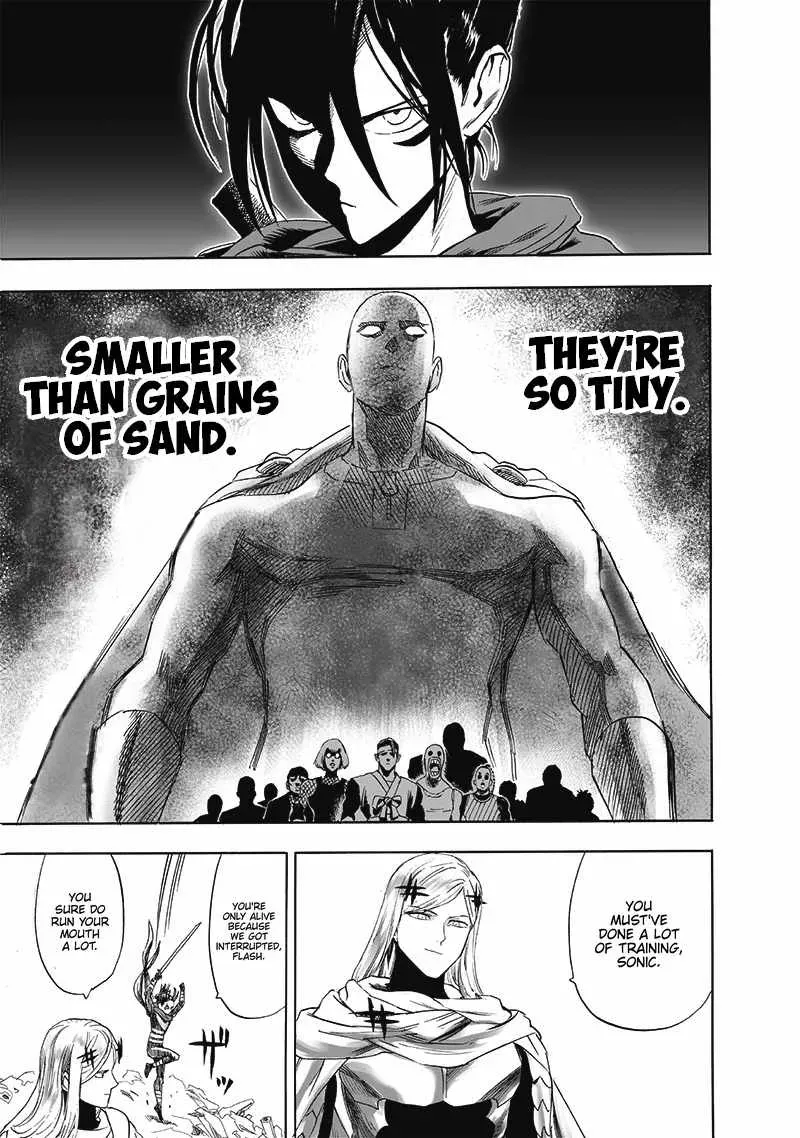 THEY'RE
SO TINY.
SMALLER
THAN GRAINS
OF SAND.
YOU
MUST'VE
DONE A LOT
OF TRAINING,
SONIC.
YOU'RE
ONLY ALIVE
BECAUSE
WE GOT
INTERRUPTED,
FLASH.
YOU
SURE DO
RUN YOUR
MOUTH
A LOT.